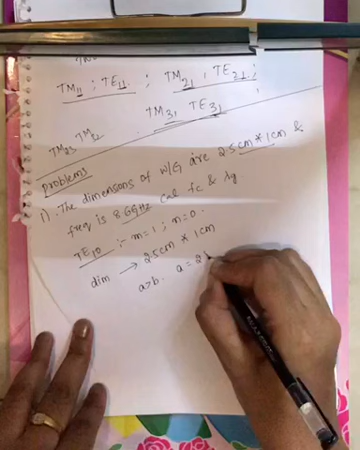 TM11 ; TE11 ; TM21 , TE21 ;
TM31 TE31
TM23 TM12
problems
1). The dimensions of W/G are 2.5cm * 1cm &
freq is 8.6GHz Cal fc & λg.
TE10 :- m=1 ; n=0.
dim → 2.5cm * 1cm
a>b. a = 2